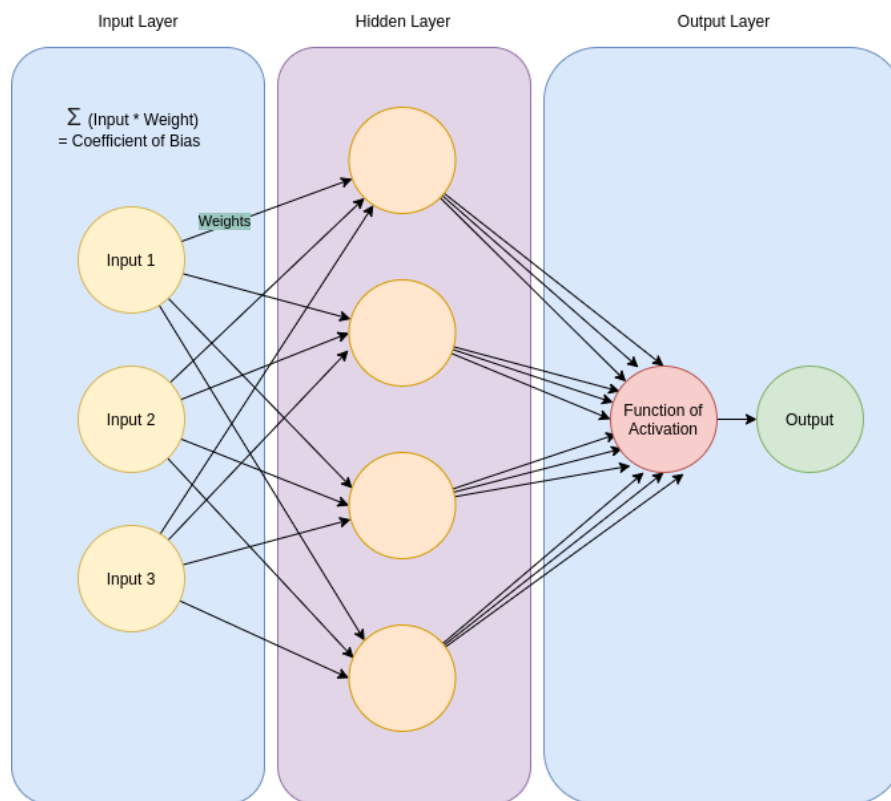 Input Layer
Hidden Layer
Output Layer
Σ (Input * Weight)
= Coefficient of Bias
Weights
Input 1
Input 2
Input 3
Function of
Activation
Output